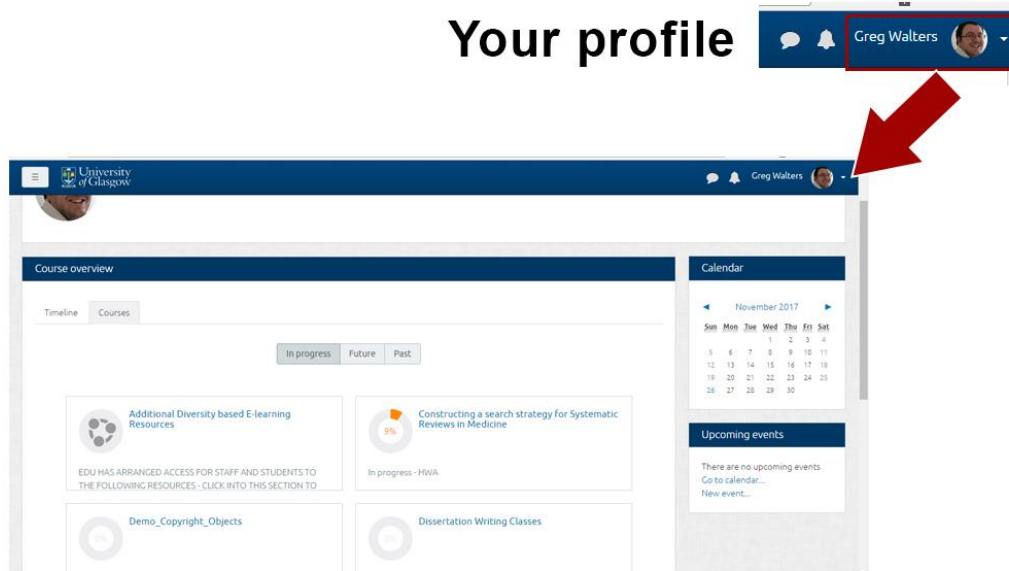 Your profile
Greg Walters
University
of Glasgow
Greg Walters
Course overview
Timeline Courses
In progress Future Past
Additional Diversity based E-learning
Resources
EDU HAS ARRANGED ACCESS FOR STAFF AND STUDENTS TO
THE FOLLOWING RESOURCES - CLICK INTO THIS SECTION TO
9%
Constructing a search strategy for Systematic
Reviews in Medicine
In progress - HWA
Demo_Copyright_Objects
Dissertation Writing Classes
Calendar
◄ November 2017 ►
Sun Mon Tue Wed Thu Fri Sat
1 2 3 4
5 6 7 8 9 10 11
12 13 14 15 16 17 18
19 20 21 22 23 24 25
26 27 28 29 30
Upcoming events
There are no upcoming events
Go to calendar...
New event...